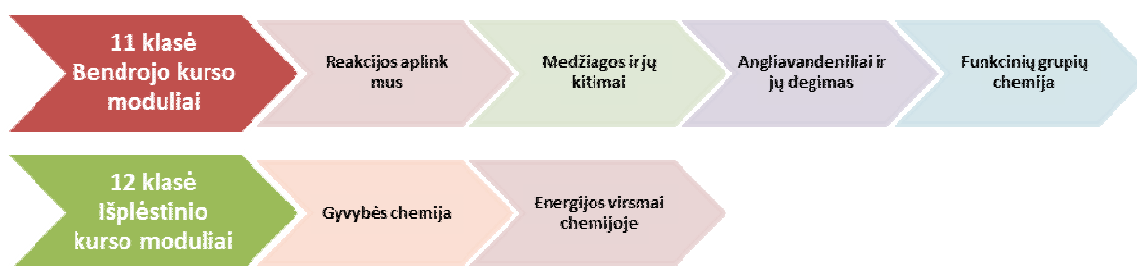 11 klasė
Bendrojo kurso
moduliai
Reakcijos aplink
mus
Medžiagos ir jų
kitimai
Angliavandeniliai ir
jų degimas
Funkcinių grupių
chemija
12 klasė
Išplėstinio
kurso moduliai
Gyvybės chemija
Energijos virsmai
chemijoje